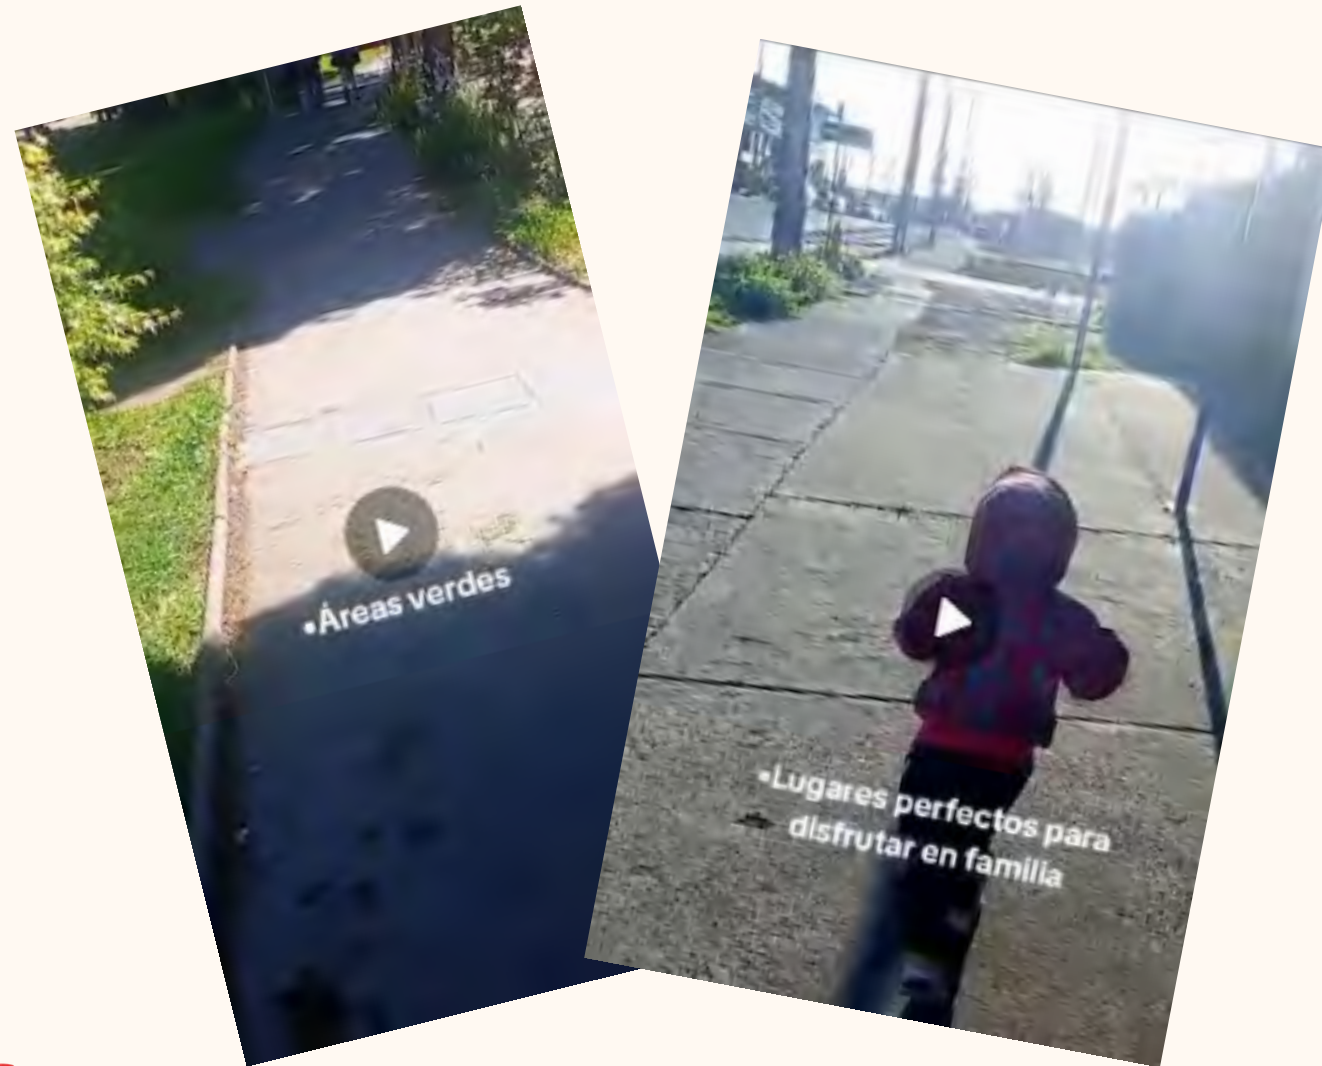 •Áreas verdes
•Lugares perfectos para
disfrutar en familia